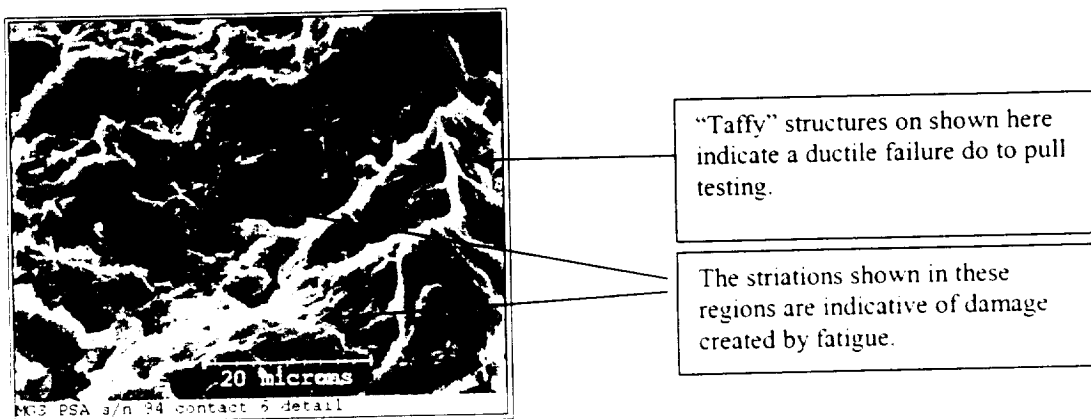 "Taffy" structures on shown here
indicate a ductile failure do to pull
testing.
The striations shown in these
regions are indicative of damage
created by fatigue.
20 microns
MGS PSA s/n 94 contact 6 detail